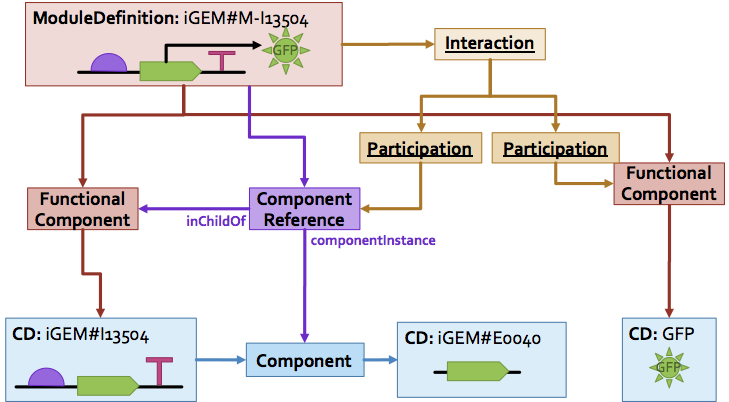 ModuleDefinition: iGEM#M-I13504
GFP
Interaction
Participation
Participation
Functional
Component
Component
Reference
Functional
Component
inChildOf
componentInstance
CD: iGEM#I13504
Component
CD: iGEM#E0040
CD: GFP
GFP